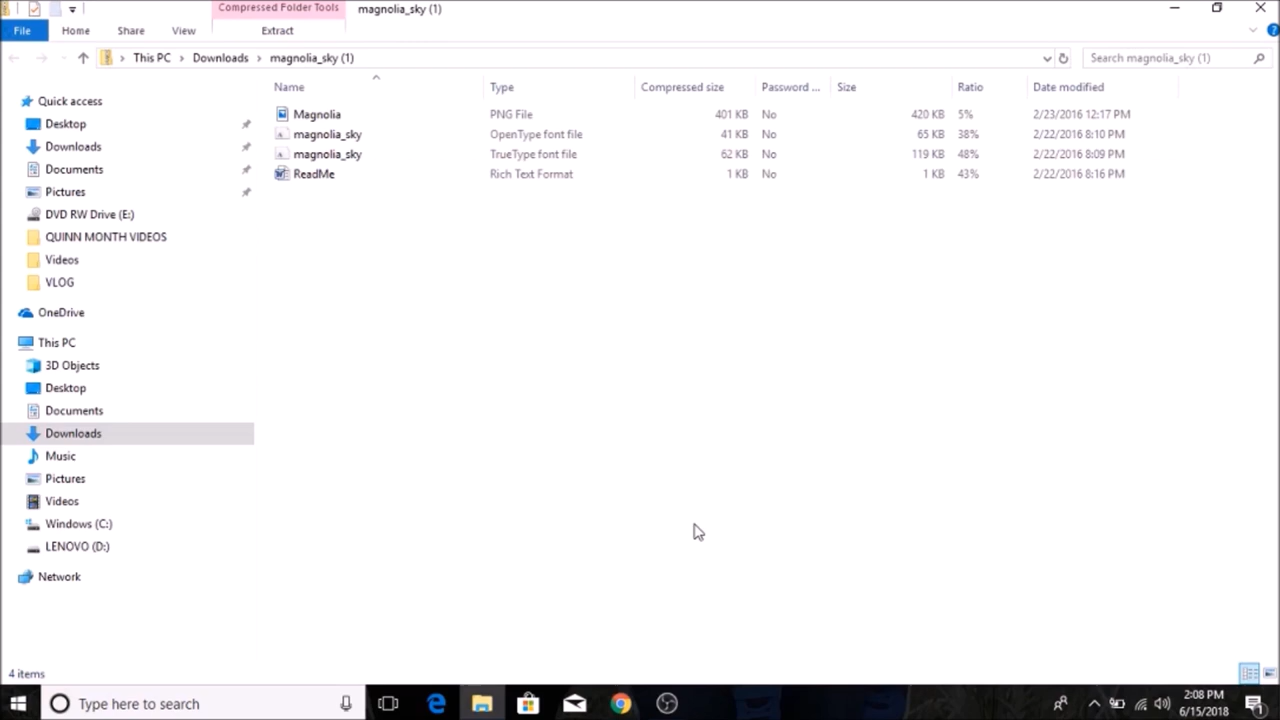 Compressed Folder Tools magnolia_sky (1)
File Home Share View Extract
This PC Downloads magnolia_sky (1) Search magnolia_sky (1)
Name Type Compressed size Password ... Size Ratio Date modified
Magnolia PNG File 401 KB No 420 KB 5% 2/23/2016 12:17 PM
magnolia_sky OpenType font file 41 KB No 65 KB 38% 2/22/2016 8:10 PM
magnolia_sky TrueType font file 62 KB No 119 KB 48% 2/22/2016 8:09 PM
ReadMe Rich Text Format 1 KB No 1 KB 43% 2/22/2016 8:16 PM
Quick access
Desktop
Downloads
Documents
Pictures
DVD RW Drive (E:)
QUINN MONTH VIDEOS
Videos
VLOG
OneDrive
This PC
3D Objects
Desktop
Documents
Downloads
Music
Pictures
Videos
Windows (C:)
LENOVO (D:)
Network
4 items
Type here to search
2:08 PM
6/15/2018